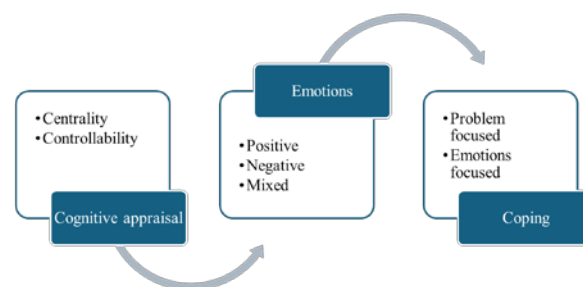 • Centrality
• Controllability
Cognitive appraisal
Emotions
• Positive
• Negative
• Mixed
• Problem
focused
• Emotions
focused
Coping